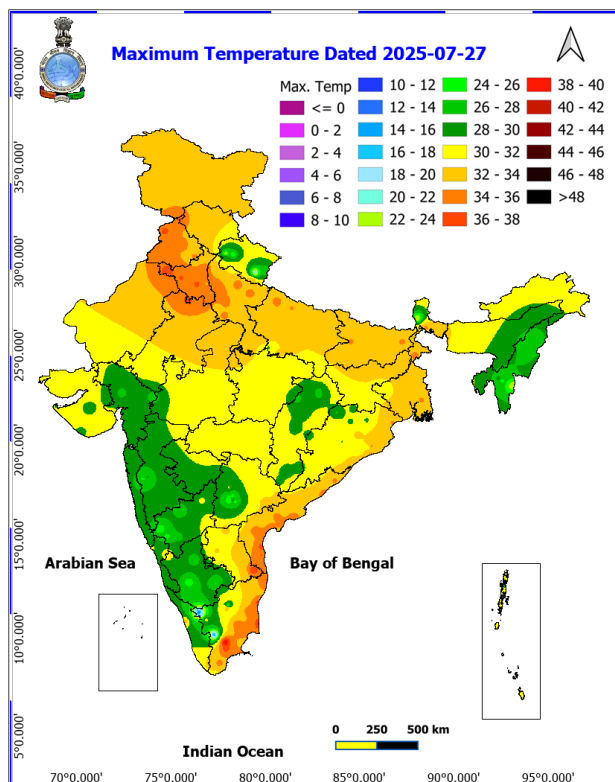 Maximum Temperature Dated 2025-07-27
Max. Temp
<= 0
0 - 2
2 - 4
4 - 6
6 - 8
8 - 10
10 - 12
12 - 14
14 - 16
16 - 18
18 - 20
20 - 22
22 - 24
24 - 26
26 - 28
28 - 30
30 - 32
32 - 34
34 - 36
36 - 38
38 - 40
40 - 42
42 - 44
44 - 46
46 - 48
>48
40°0.000'
35°0.000'
30°0.000'
25°0.000'
20°0.000'
15°0.000'
10°0.000'
5°0.000'
Arabian Sea
Bay of Bengal
0 250 500 km
Indian Ocean
70°0.000' 75°0.000' 80°0.000' 85°0.000' 90°0.000' 95°0.000'